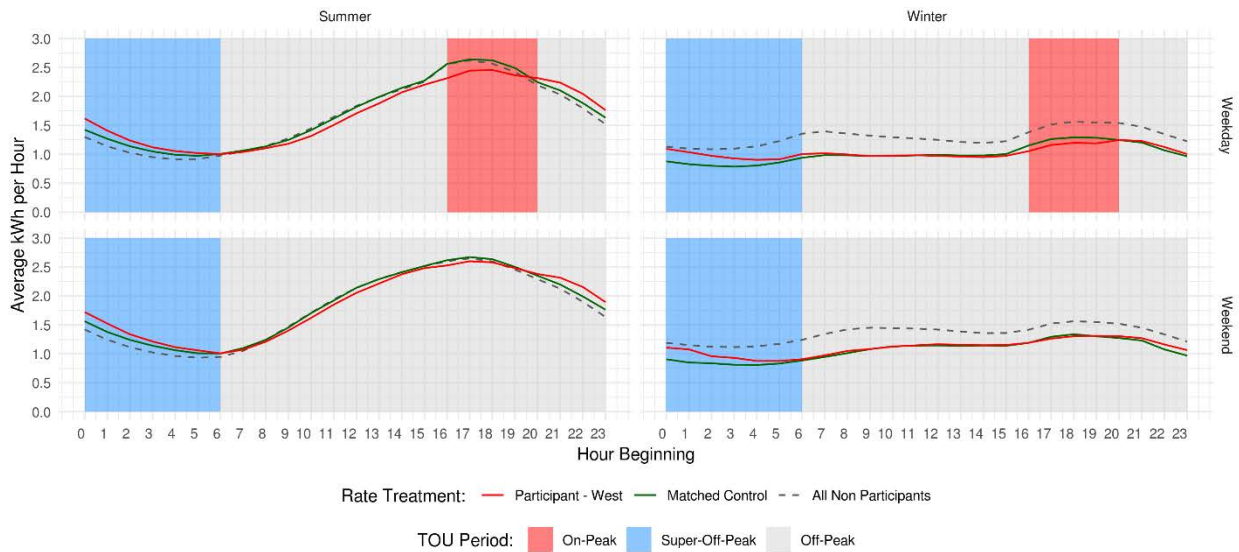 Summer
Winter
3.0
2.5
2.0
1.5
1.0
0.5
0.0
Weekday
3.0
2.5
2.0
1.5
1.0
0.5
0.0
Weekend
Average kWh per Hour
0 1 2 3 4 5 6 7 8 9 10 11 12 13 14 15 16 17 18 19 20 21 22 23
0 1 2 3 4 5 6 7 8 9 10 11 12 13 14 15 16 17 18 19 20 21 22 23
Hour Beginning
Rate Treatment: Participant - West Matched Control All Non Participants
TOU Period: On-Peak Super-Off-Peak Off-Peak